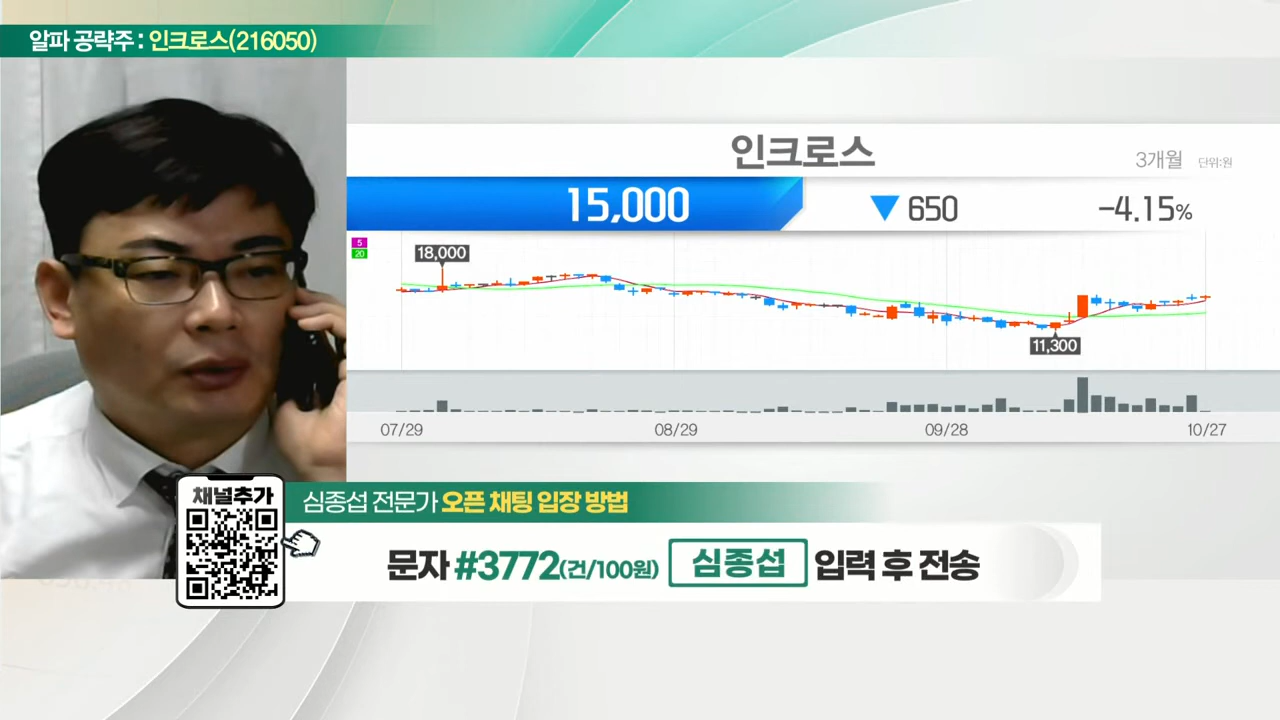 알파 공략주 : 인크로스(216050)
인크로스
3개월 단위:원
15,000 ▼ 650 -4.15%
5
20
18,000
11,300
07/29 08/29 09/28 10/27
채널추가
심종섭 전문가 오픈 채팅 입장 방법
문자 #3772(건/100원) 심종섭 입력 후 전송